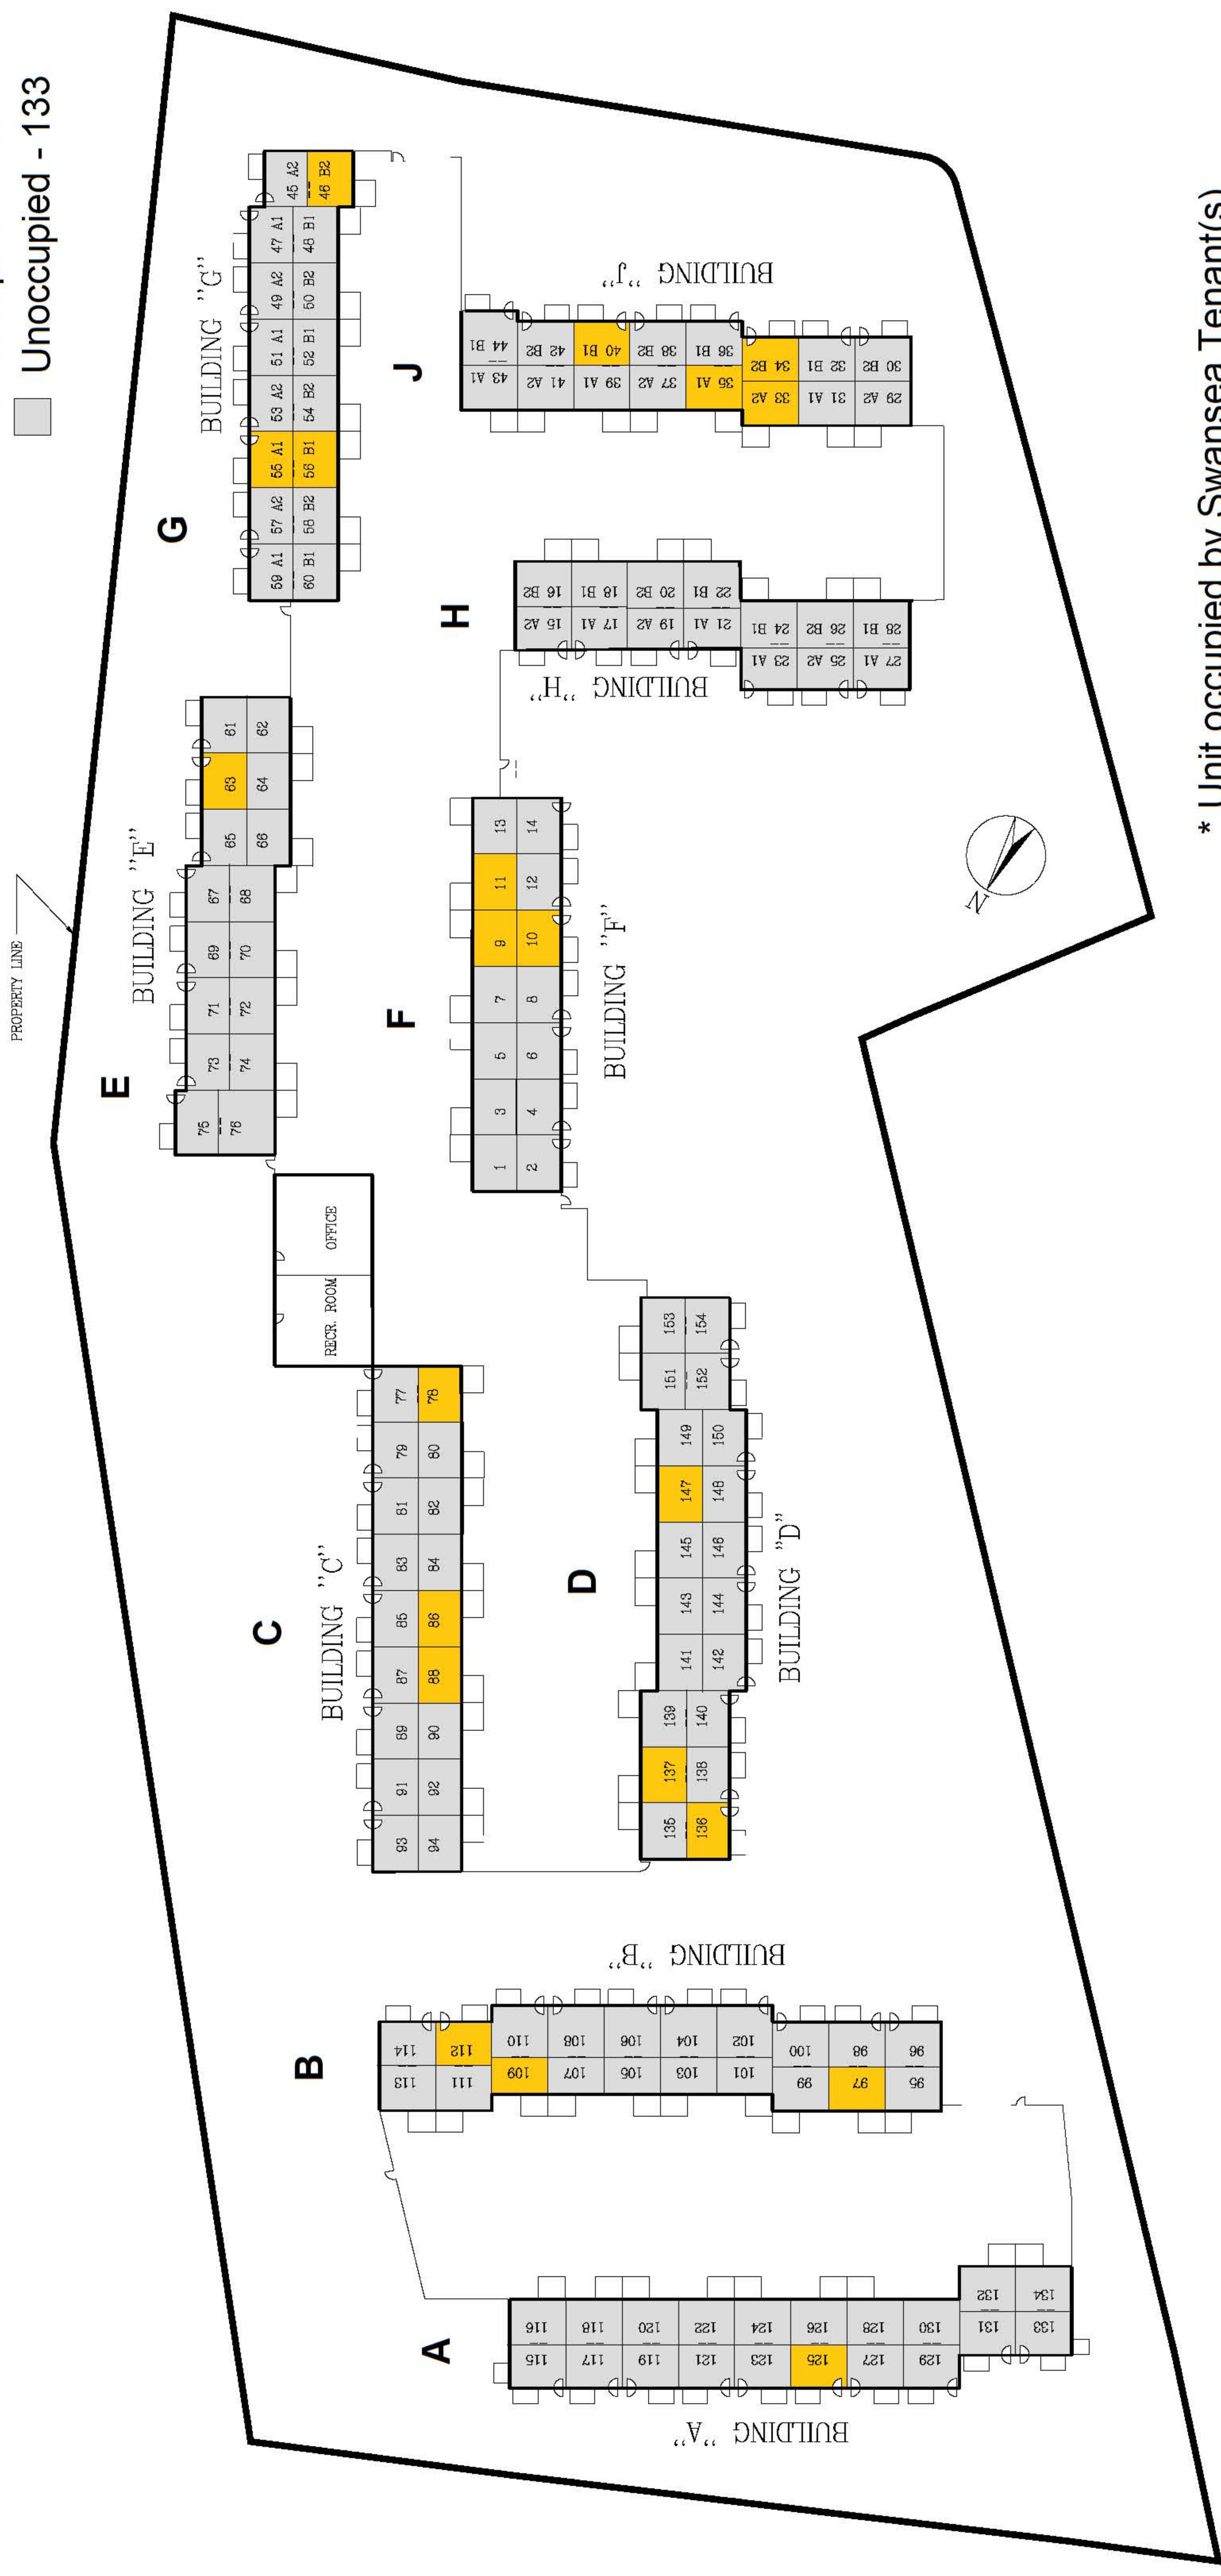 Unoccupied - 133
PROPERTY LINE
G
BUILDING "G"
45 A2
46 B2
47 A1
48 B1
49 A2
50 B2
51 A1
52 B1
53 A2
54 B2
55 A1
56 B1
57 A2
58 B2
59 A1
60 B1
J
BUILDING "J"
43 A1
44 B1
41 A2
42 B2
39 A1
40 B1
37 A2
38 B2
35 A1
36 B1
33 A2
34 B2
31 A1
32 B1
29 A2
30 B2
H
BUILDING "H"
15 A2
16 B2
17 A1
18 B1
19 A2
20 B2
21 A1
22 B1
23 A1
24 B1
25 A2
26 B2
27 A1
28 B1
E
BUILDING "E"
61
62
63
64
65
66
67
68
69
70
71
72
73
74
75
76
F
BUILDING "F"
13
14
11
12
9
10
7
8
5
6
3
4
1
2
N
OFFICE
RECR. ROOM
C
BUILDING "C"
77
78
79
80
81
82
83
84
85
86
87
88
89
90
91
92
93
94
D
BUILDING "D"
153
154
151
152
149
150
147
148
145
146
143
144
141
142
139
140
137
138
135
136
B
BUILDING "B"
113
114
111
112
109
110
107
108
105
106
103
104
101
102
99
100
97
98
95
96
A
BUILDING "A"
115
116
117
118
119
120
121
122
123
124
125
126
127
128
129
130
131
132
133
134
* Unit occupied by Swansea Tenant(s)